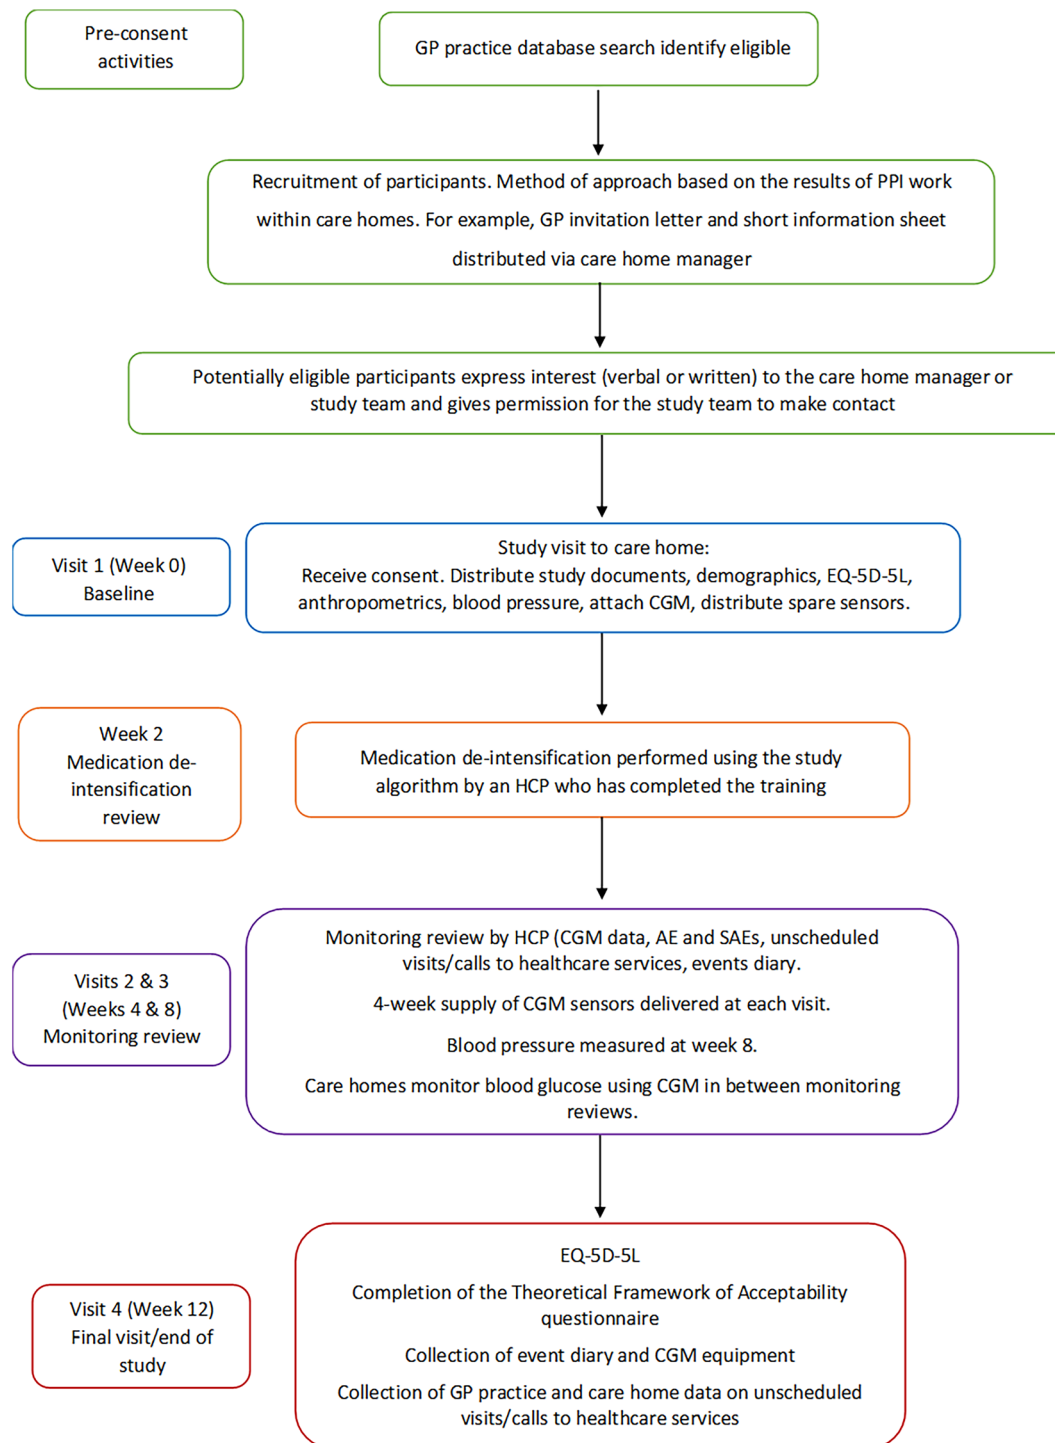 Pre-consent
activities
GP practice database search identify eligible
Recruitment of participants. Method of approach based on the results of PPI work
within care homes. For example, GP invitation letter and short information sheet
distributed via care home manager
Potentially eligible participants express interest (verbal or written) to the care home manager or
study team and gives permission for the study team to make contact
Visit 1 (Week 0)
Baseline
Study visit to care home:
Receive consent. Distribute study documents, demographics, EQ-5D-5L,
anthropometrics, blood pressure, attach CGM, distribute spare sensors.
Week 2
Medication de-
intensification
review
Medication de-intensification performed using the study
algorithm by an HCP who has completed the training
Visits 2 & 3
(Weeks 4 & 8)
Monitoring review
Monitoring review by HCP (CGM data, AE and SAEs, unscheduled
visits/calls to healthcare services, events diary.
4-week supply of CGM sensors delivered at each visit.
Blood pressure measured at week 8.
Care homes monitor blood glucose using CGM in between monitoring
reviews.
Visit 4 (Week 12)
Final visit/end of
study
EQ-5D-5L
Completion of the Theoretical Framework of Acceptability
questionnaire
Collection of event diary and CGM equipment
Collection of GP practice and care home data on unscheduled
visits/calls to healthcare services